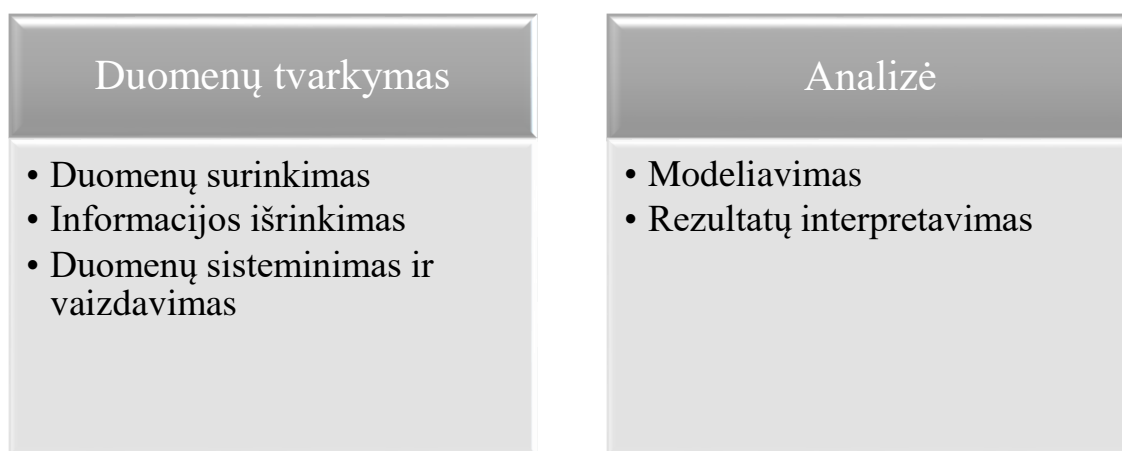 Duomenų tvarkymas
• Duomenų surinkimas
• Informacijos išrinkimas
• Duomenų sisteminimas ir
vaizdavimas
Analizė
• Modeliavimas
• Rezultatų interpretavimas